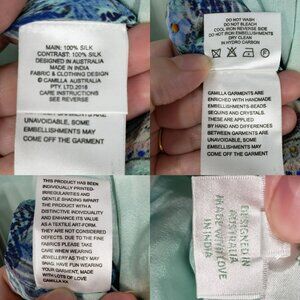 MAIN: 100% SILK
CONTRAST: 100% SILK
DESIGNED IN AUSTRALIA
MADE IN INDIA
FABRIC & CLOTHING DESIGN
© CAMILLA AUSTRALIA
PTY. LTD. 2018
CARE INSTRUCTIONS
SEE REVERSE
ARE
UNAVOIDABLE, SOME
EMBELLISHMENTS MAY
COME OFF THE GARMENT
DO NOT WASH
DO NOT BLEACH
COOL IRON REVERSE SIDE
DO NOT IRON EMBELLISHMENTS
DRY CLEAN
IN HYDRO CARBON
CAMILLA GARMENTS ARE
ENRICHED WITH HANDMADE
EMBELLISHMENTS-BEADS
SEQUINS AND CRYSTALS.
THESE ARE APPLIED
BY HAND AND DIFFERENCES
BETWEEN GARMENTS ARE
UNAVOIDABLE, SOME
EMBELLISHMENTS MAY
COME OFF THE GARMENT
THIS PRODUCT HAS BEEN
INDIVIDUALLY PRINTED.
IRREGULARITIES AND
GENTLE SHADING IMPART
THE PRODUCT WITH A
DISTINCTIVE INDIVIDUALITY
AND ENHANCE ITS VALUE
AS A TEXTILE ART-FORM
THEY ARE NOT CONSIDERED
DEFECTS. DUE TO THE FINE
FABRICS PLEASE TAKE
CARE WHEN WEARING
JEWELLERY AS THEY MAY
SNAG. HAVE FUN WEARING
YOUR GARMENT, MADE
WITH LOTS OF LOVE
CAMILLA XX
DESIGNED IN
AUSTRALIA
MADE WITH LOVE
IN INDIA